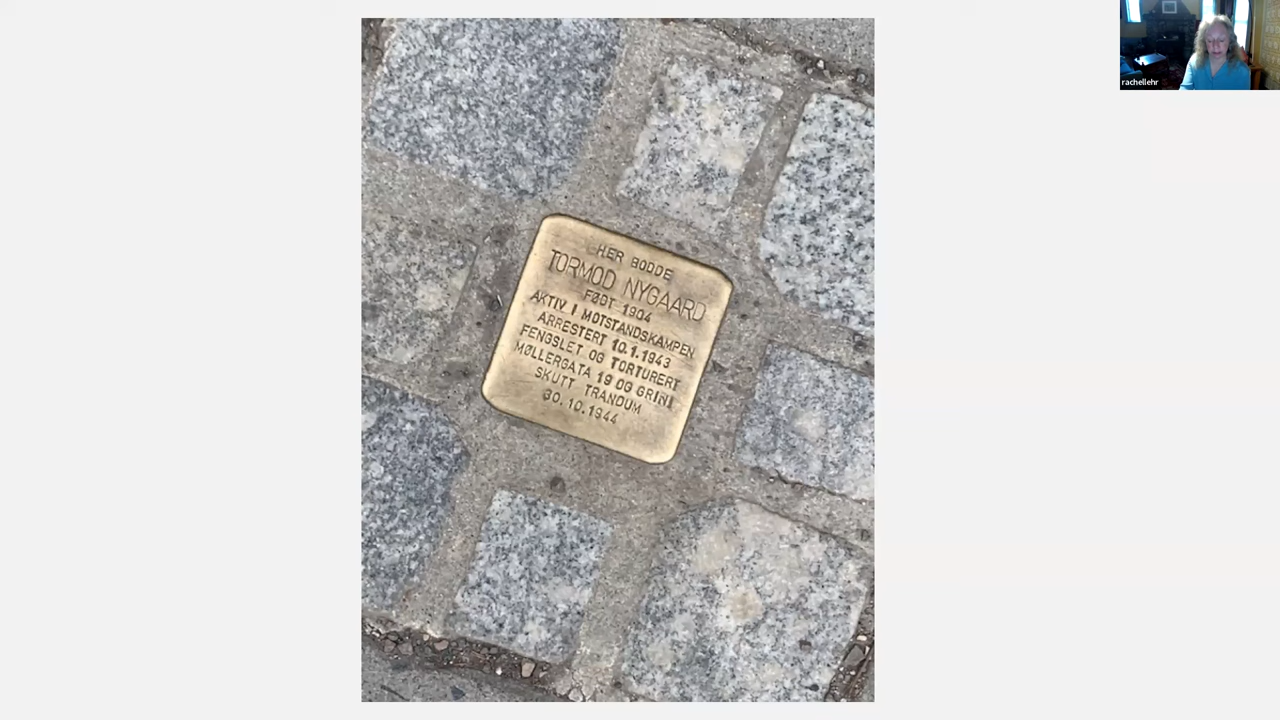 HER BODDE
TORMOD NYGAARD
FØDT 1904
AKTIV I MOTSTANDSKAMPEN
ARRESTERT 10.1.1943
FENGSLET OG TORTURERT
MØLLERGATA 19 OG GRINI
SKUTT TRANDUM
30.10.1944
rachellehr